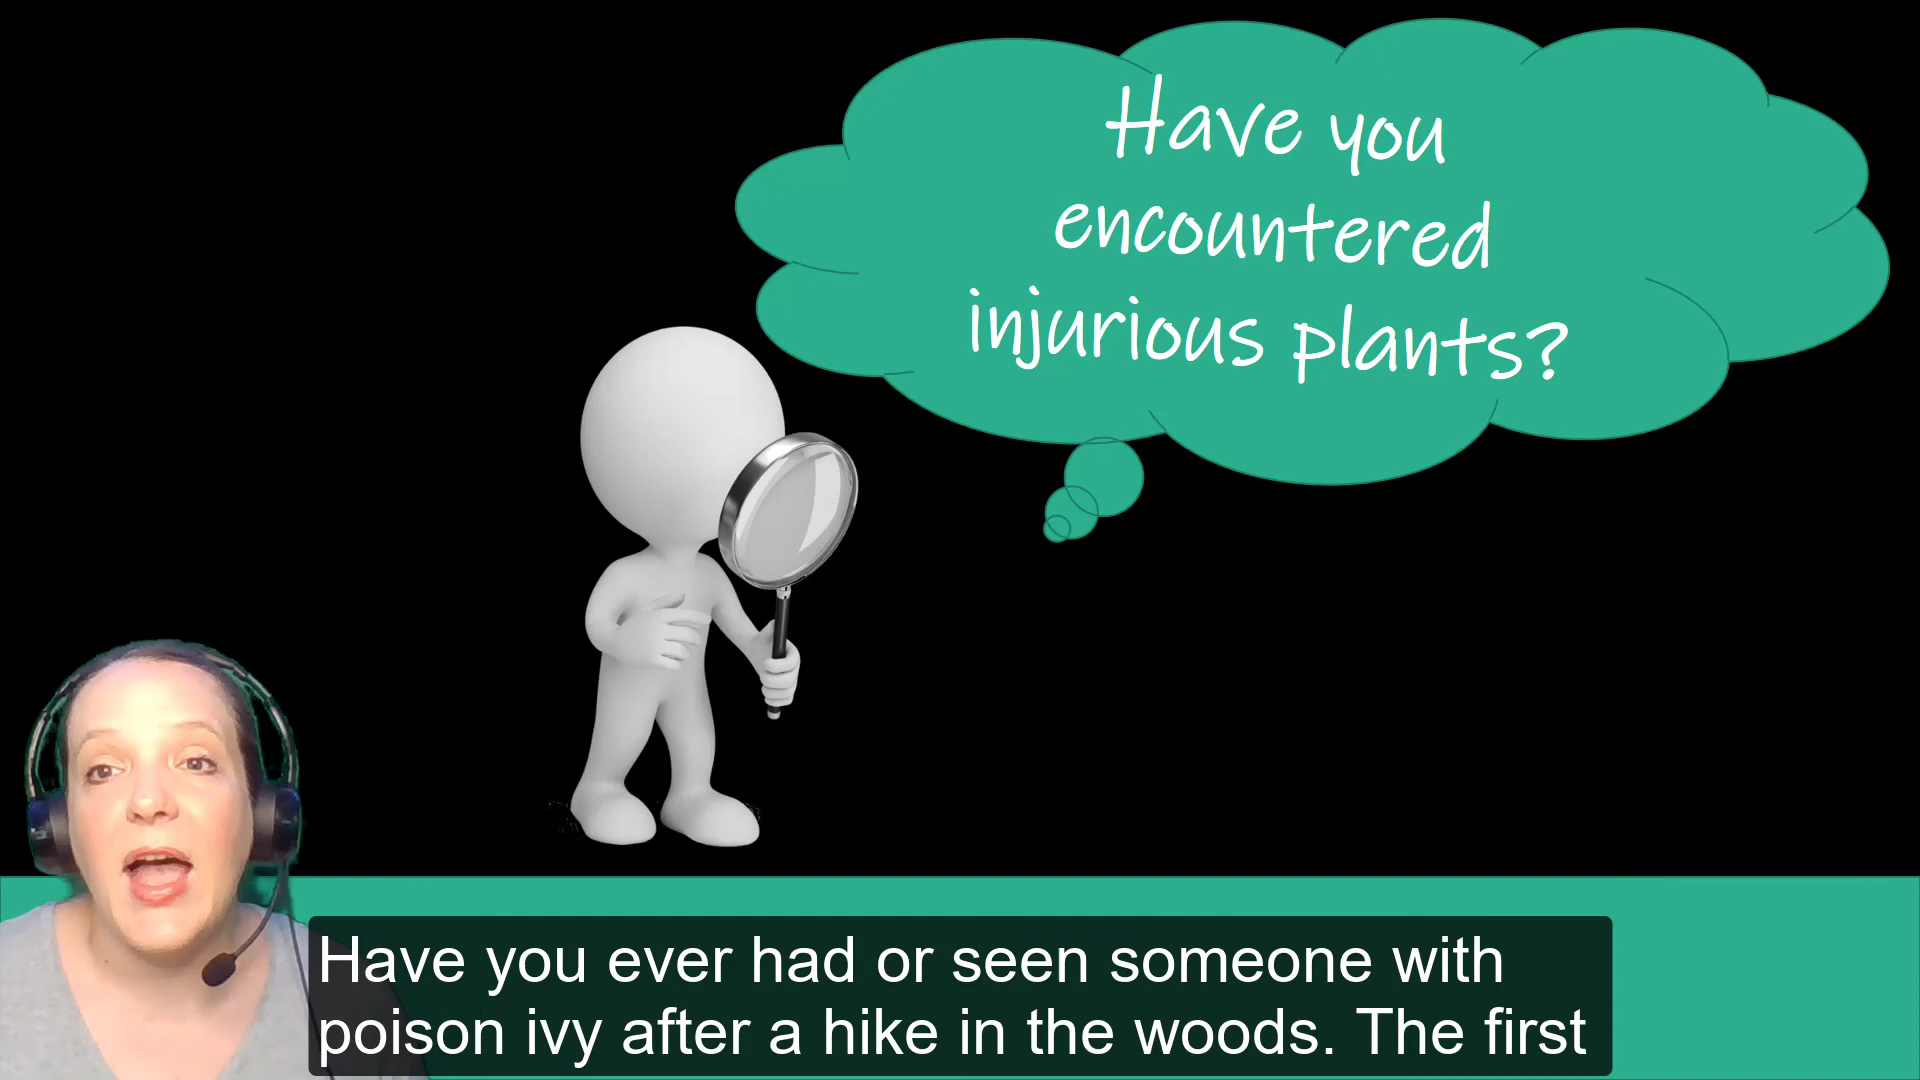 Have you
encountered
injurious plants?
Have you ever had or seen someone with
poison ivy after a hike in the woods. The first